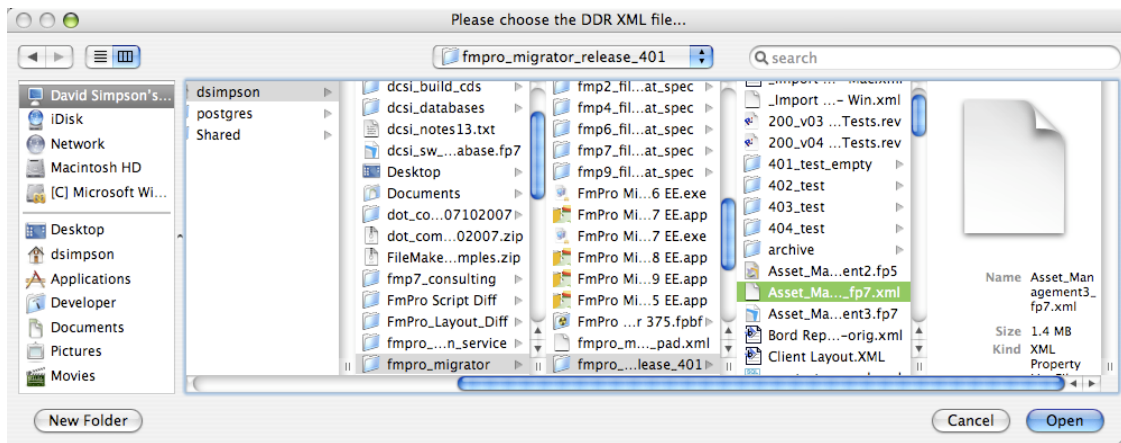 Please choose the DDR XML file...
fmpro_migrator_release_401
search
David Simpson's...
iDisk
Network
Macintosh HD
[C] Microsoft Wi...
Desktop
dsimpson
Applications
Developer
Documents
Pictures
Movies
dsimpson
postgres
Shared
dcsi_build_cds
dcsi_databases
dcsi_notes13.txt
dcsi_sw_...abase.fp7
Desktop
Documents
dot_co...07102007
dot_com...02007.zip
FileMake...mples.zip
fmp7_consulting
FmPro Script Diff
FmPro_Layout_Diff
fmpro_...n_service
fmpro_migrator
fmp2_fil...at_spec
fmp4_fil...at_spec
fmp6_fil...at_spec
fmp7_fil...at_spec
fmp9_fil...at_spec
FmPro Mi...6 EE.exe
FmPro Mi...7 EE.app
FmPro Mi...7 EE.exe
FmPro Mi...8 EE.app
FmPro Mi...9 EE.app
FmPro Mi...5 EE.app
FmPro ...r 375.fpbf
fmpro_m..._pad.xml
fmpro_...lease_401
_Import ...- Win.xml
200_v03 ...Tests.rev
200_v04 ...Tests.rev
401_test_empty
402_test
403_test
404_test
archive
Asset_Ma...ent2.fp5
Asset_Ma..._fp7.xml
Asset_Ma...ent3.fp7
Bord Rep...-orig.xml
Client Layout.XML
Name Asset_Man
agement3_
fp7.xml
Size 1.4 MB
Kind XML
Property
New Folder
Cancel
Open